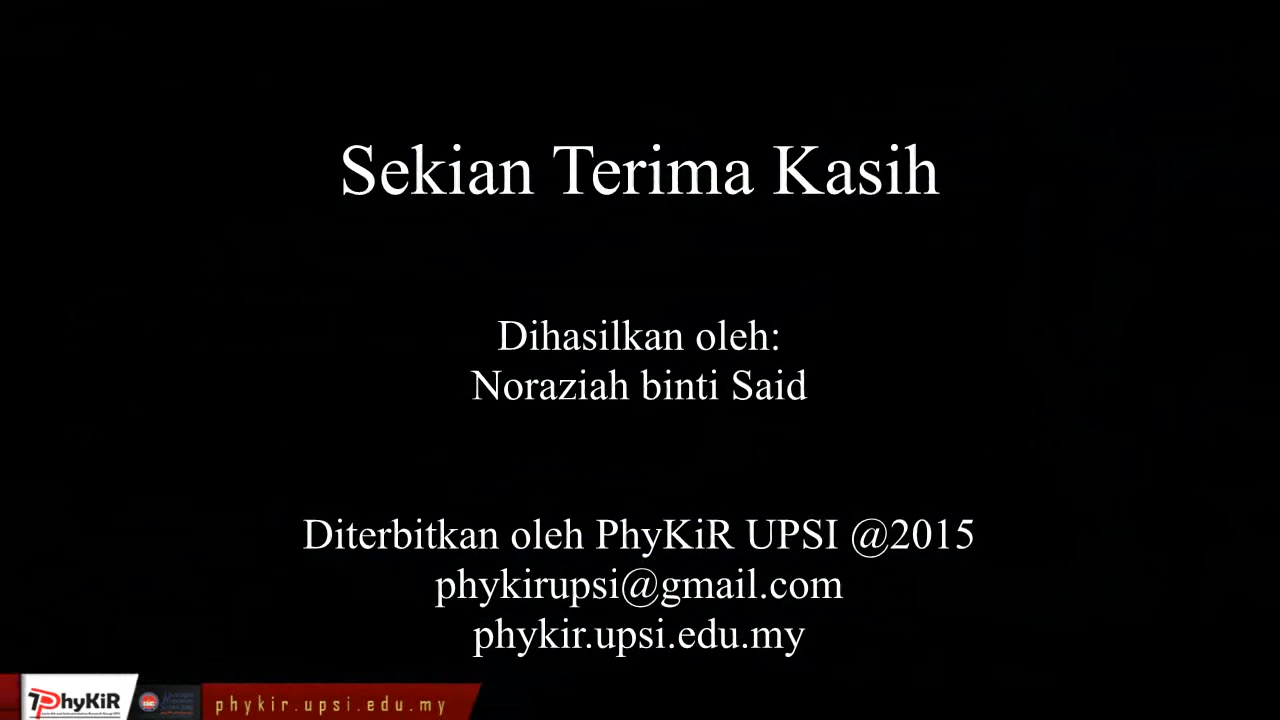 Sekian Terima Kasih
Dihasilkan oleh:
Noraziah binti Said
Diterbitkan oleh PhyKiR UPSI @2015
phykirupsi@gmail.com
phykir.upsi.edu.my
PhyKiR
phykir.upsi.edu.my